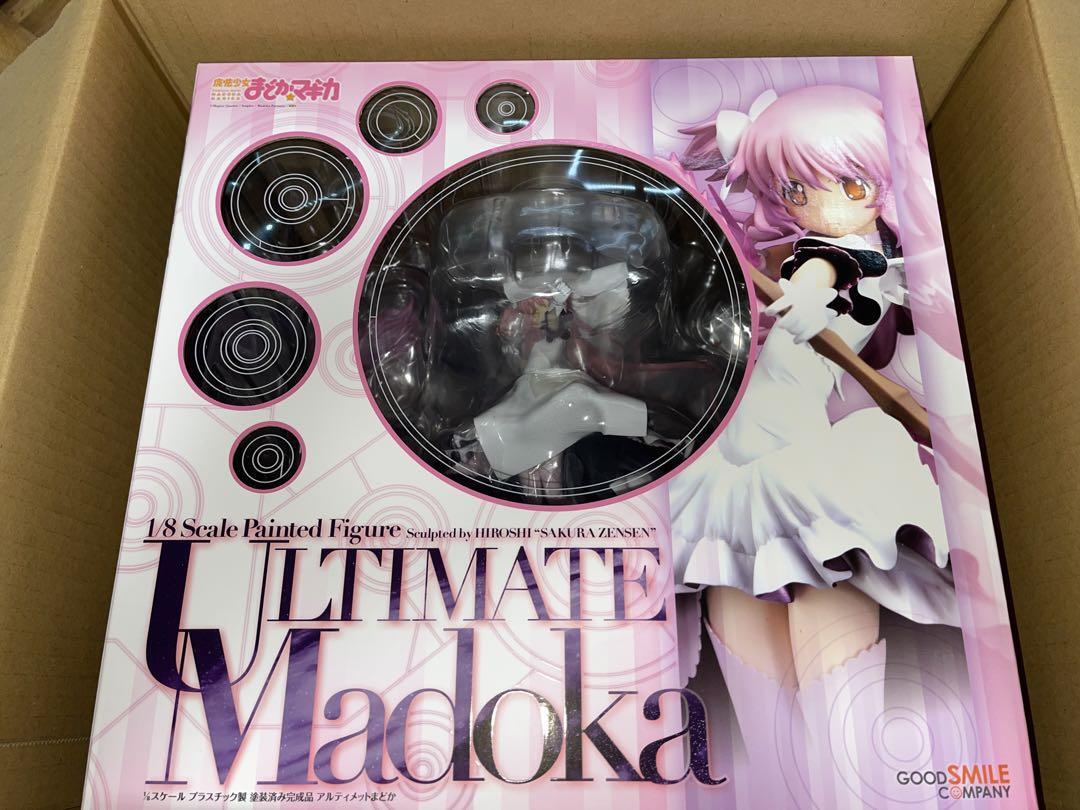 魔法少女
まどか★マギカ
1/8 Scale Painted Figure Sculpted by HIROSHI “SAKURA ZENSEN”
ULTIMATE
Madoka
1/8スケール プラスチック製 塗装済み完成品 アルティメットまどか
GOOD SMILE
COMPANY